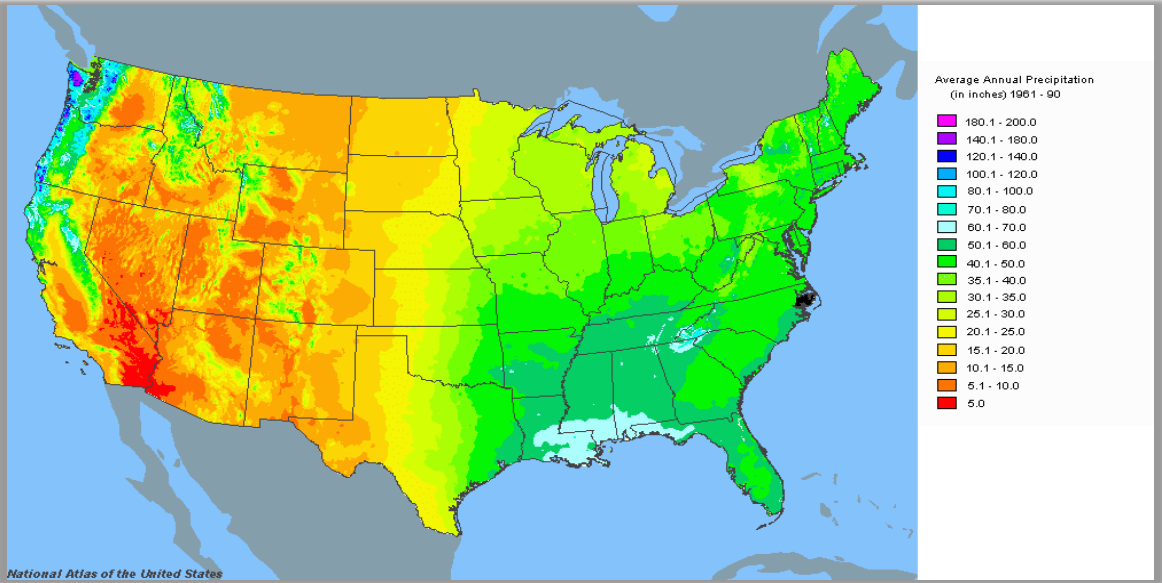 Average Annual Precipitation
(in inches) 1961 - 90
180.1 - 200.0
140.1 - 180.0
120.1 - 140.0
100.1 - 120.0
80.1 - 100.0
70.1 - 80.0
60.1 - 70.0
50.1 - 60.0
40.1 - 50.0
35.1 - 40.0
30.1 - 35.0
25.1 - 30.0
20.1 - 25.0
15.1 - 20.0
10.1 - 15.0
5.1 - 10.0
5.0
National Atlas of the United States